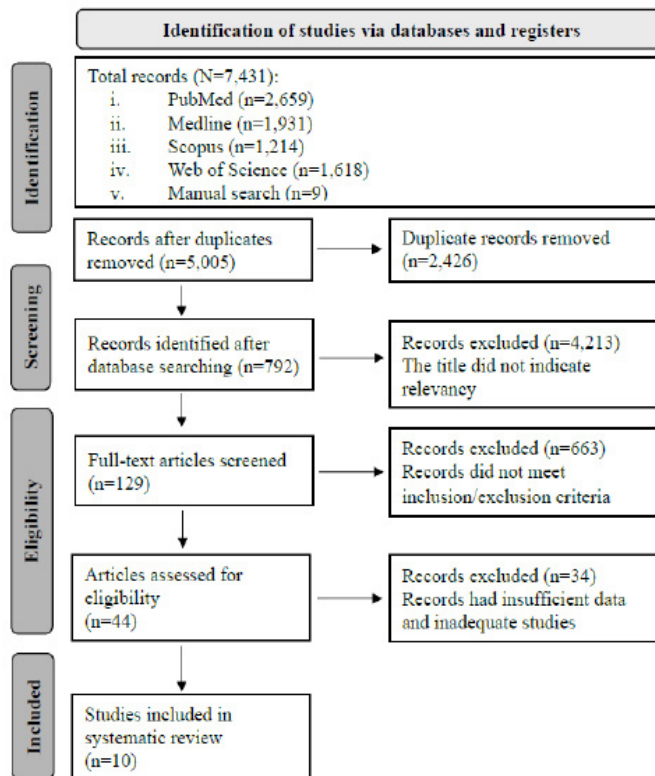 Identification of studies via databases and registers
Identification
Total records (N=7,431):
i. PubMed (n=2,659)
ii. Medline (n=1,931)
iii. Scopus (n=1,214)
iv. Web of Science (n=1,618)
v. Manual search (n=9)
Records after duplicates
removed (n=5,005)
Duplicate records removed
(n=2,426)
Screening
Records identified after
database searching (n=792)
Records excluded (n=4,213)
The title did not indicate
relevancy
Eligibility
Full-text articles screened
(n=129)
Records excluded (n=663)
Records did not meet
inclusion/exclusion criteria
Articles assessed for
eligibility
(n=44)
Records excluded (n=34)
Records had insufficient data
and inadequate studies
Included
Studies included in
systematic review
(n=10)